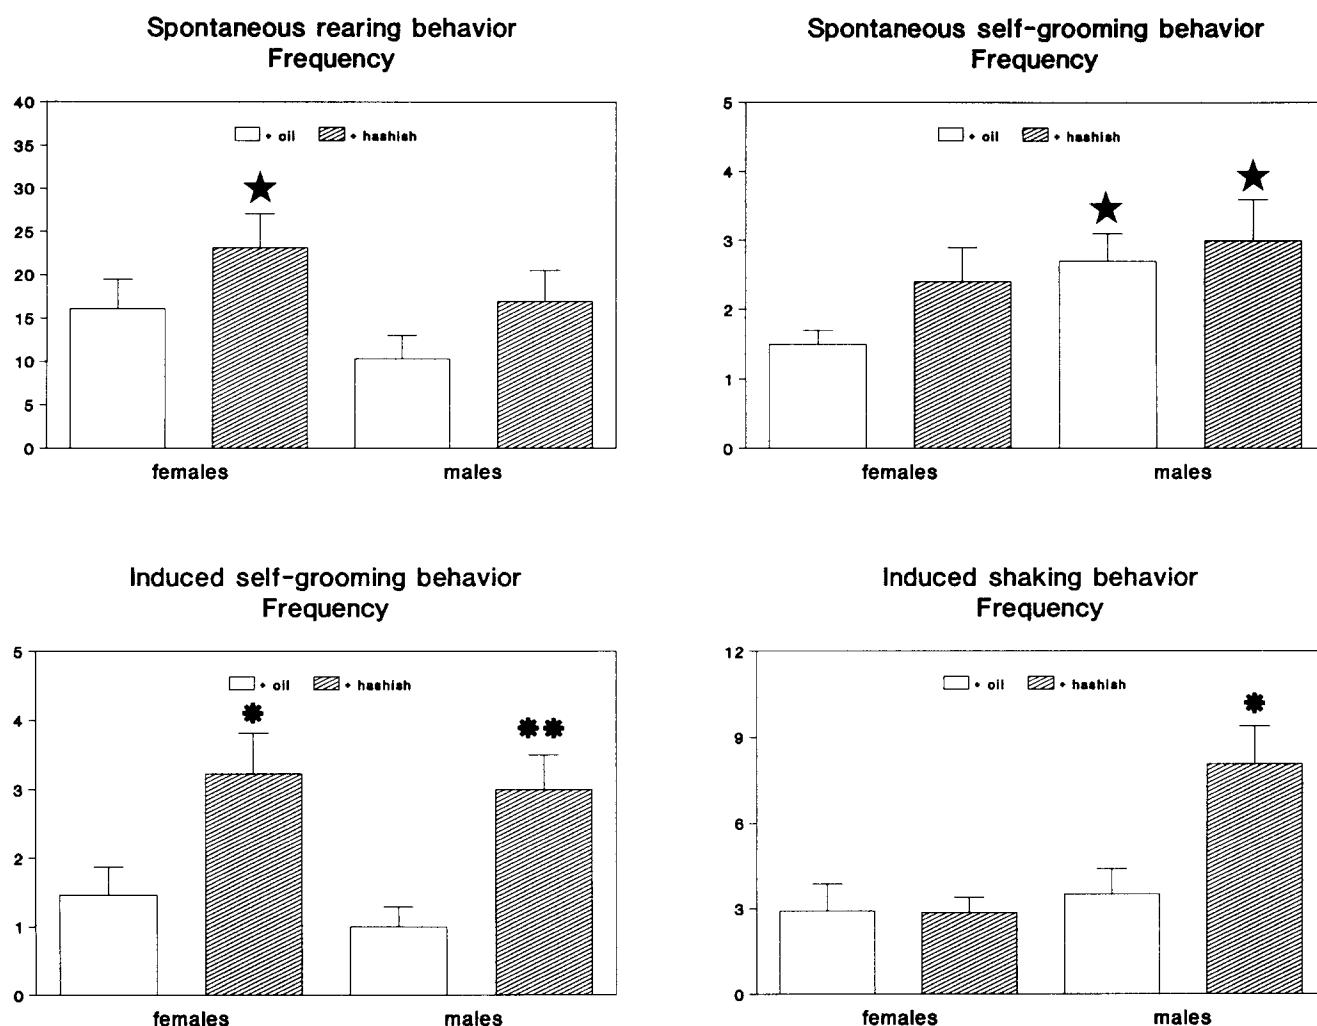 Spontaneous rearing behavior
Frequency
40
35
30
25
20
15
10
5
0
+ oil + hashish
females males
Spontaneous self-grooming behavior
Frequency
5
4
3
2
1
0
+ oil + hashish
females males
Induced self-grooming behavior
Frequency
5
4
3
2
1
0
+ oil + hashish
females males
Induced shaking behavior
Frequency
12
9
6
3
0
+ oil + hashish
females males